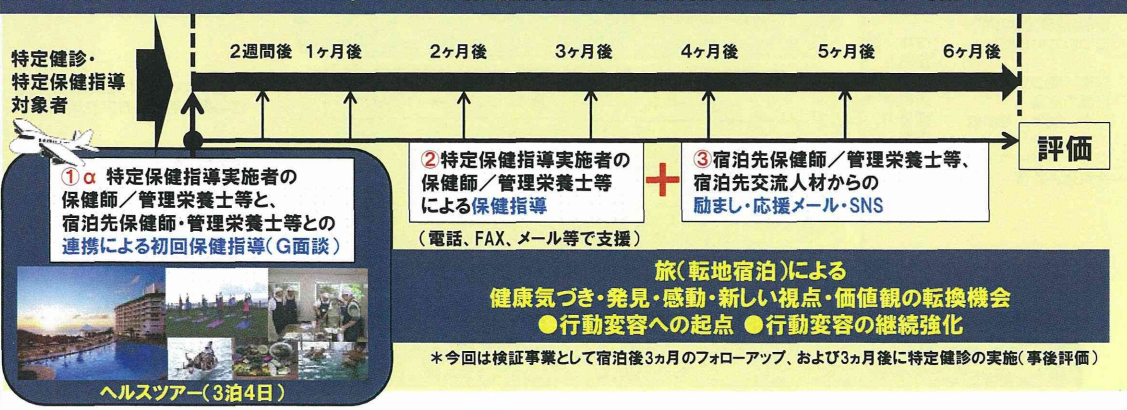 特定健診・
特定保健指導
対象者
2週間後 1ヶ月後 2ヶ月後 3ヶ月後 4ヶ月後 5ヶ月後 6ヶ月後
評価
①α 特定保健指導実施者の
保健師/管理栄養士等と、
宿泊先保健師・管理栄養士等との
連携による初回保健指導(G面談)
ヘルスツアー(3泊4日)
②特定保健指導実施者の
保健師/管理栄養士等
による保健指導
(電話、FAX、メール等で支援)
+
③宿泊先保健師/管理栄養士等、
宿泊先交流人材からの
励まし・応援メール・SNS
旅(転地宿泊)による
健康気づき・発見・感動・新しい視点・価値観の転換機会
●行動変容への起点 ●行動変容の継続強化
*今回は検証事業として宿泊後3ヵ月のフォローアップ、および3ヵ月後に特定健診の実施(事後評価)